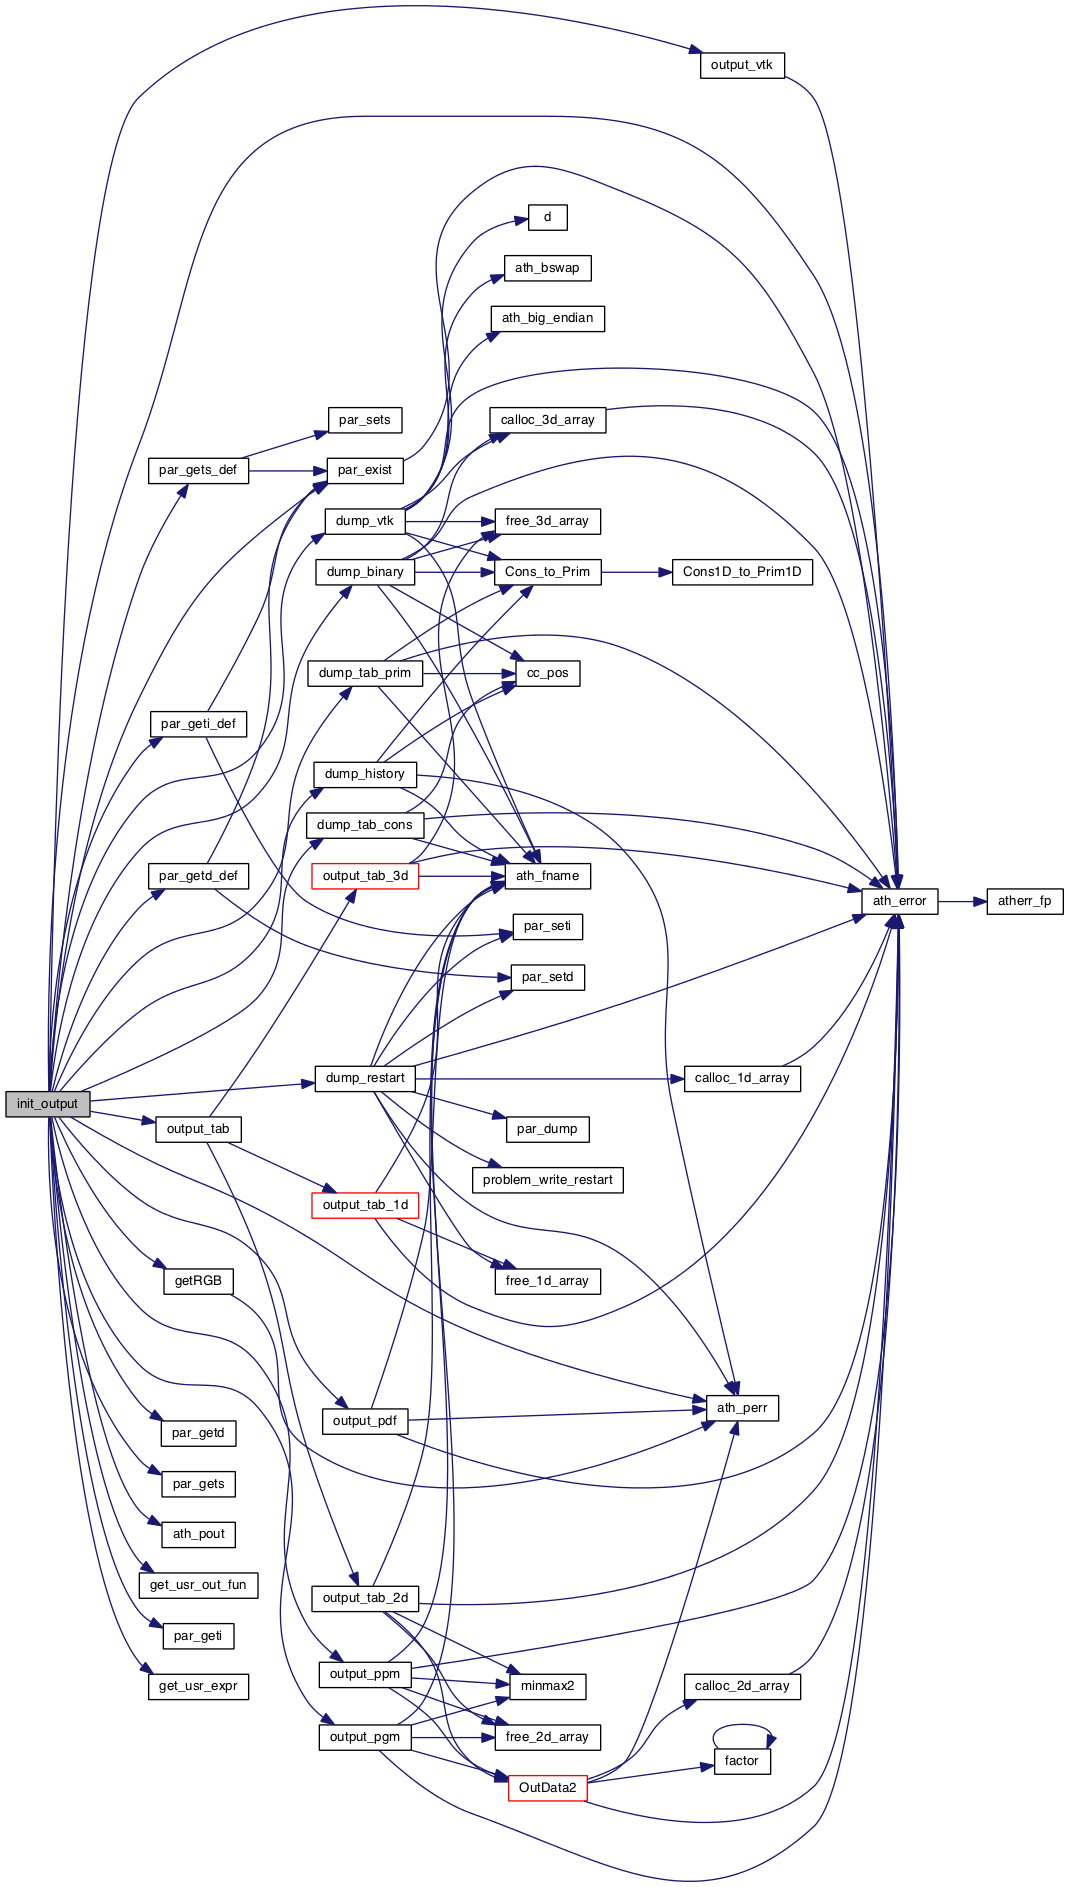 output_vtk
d
ath_bswap
ath_big_endian
par_sets
calloc_3d_array
par_gets_def
par_exist
dump_vtk
free_3d_array
dump_binary
Cons_to_Prim
Cons1D_to_Prim1D
dump_tab_prim
cc_pos
par_geti_def
dump_history
dump_tab_cons
par_getd_def
output_tab_3d
ath_fname
ath_error
atherr_fp
par_seti
par_setd
dump_restart
calloc_1d_array
init_output
output_tab
par_dump
problem_write_restart
output_tab_1d
getRGB
free_1d_array
output_pdf
ath_perr
par_getd
par_gets
ath_pout
get_usr_out_fun
output_tab_2d
par_geti
output_ppm
get_usr_expr
minmax2
calloc_2d_array
output_pgm
free_2d_array
factor
OutData2